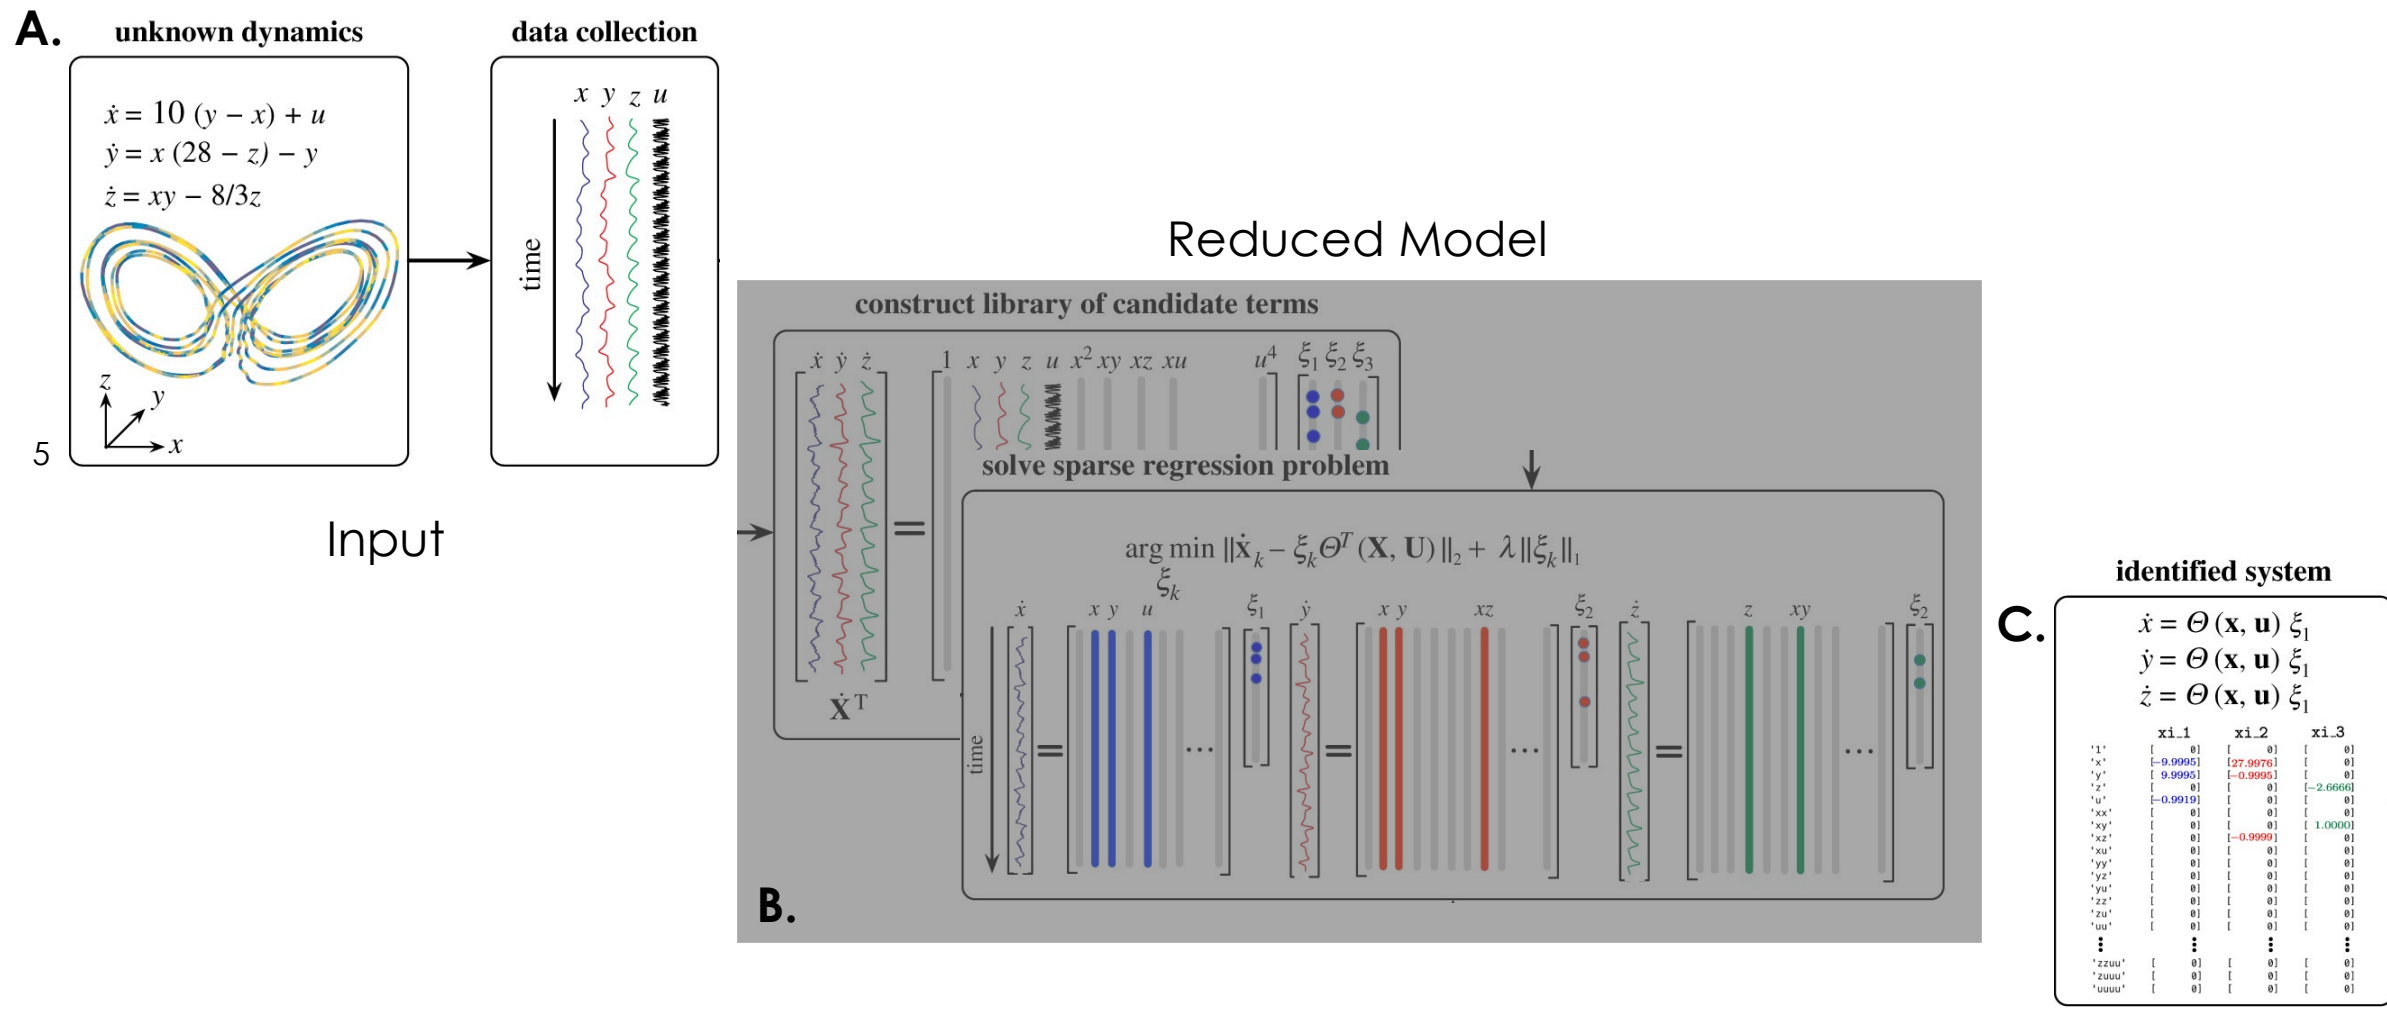 A.
unknown dynamics
ẋ = 10 (y − x) + u
ẏ = x (28 − z) − y
ż = xy − 8/3z
z
y
x
5
data collection
x y z u
time
Input
Reduced Model
construct library of candidate terms
ẋ ẏ ż
=
1 x y z u x² xy xz xu u⁴ ξ₁ ξ₂ ξ₃
Ẋᵀ
solve sparse regression problem
arg min ||ẋₖ − ξₖΘᵀ(X, U)||₂ + λ||ξₖ||₁
ξₖ
ẋ x y u ξ₁ ẏ x y xz ξ₂ ż z xy ξ₂
time
= ... = ... = ...
B.
C.
identified system
ẋ = Θ (x, u) ξ₁
ẏ = Θ (x, u) ξ₁
ż = Θ (x, u) ξ₁
xi_1 xi_2 xi_3
'1' [ 0] [ 0] [ 0]
'x' [−9.9995] [27.9976] [ 0]
'y' [ 9.9995] [−0.9995] [ 0]
'z' [ 0] [ 0] [−2.6666]
'u' [−0.9919] [ 0] [ 0]
'xx' [ 0] [ 0] [ 0]
'xy' [ 0] [ 0] [ 1.0000]
'xz' [ 0] [−0.9999] [ 0]
'xu' [ 0] [ 0] [ 0]
'yy' [ 0] [ 0] [ 0]
'yz' [ 0] [ 0] [ 0]
'yu' [ 0] [ 0] [ 0]
'zz' [ 0] [ 0] [ 0]
'zu' [ 0] [ 0] [ 0]
'uu' [ 0] [ 0] [ 0]
'zzuu' [ 0] [ 0] [ 0]
'zuuu' [ 0] [ 0] [ 0]
'uuuu' [ 0] [ 0] [ 0]